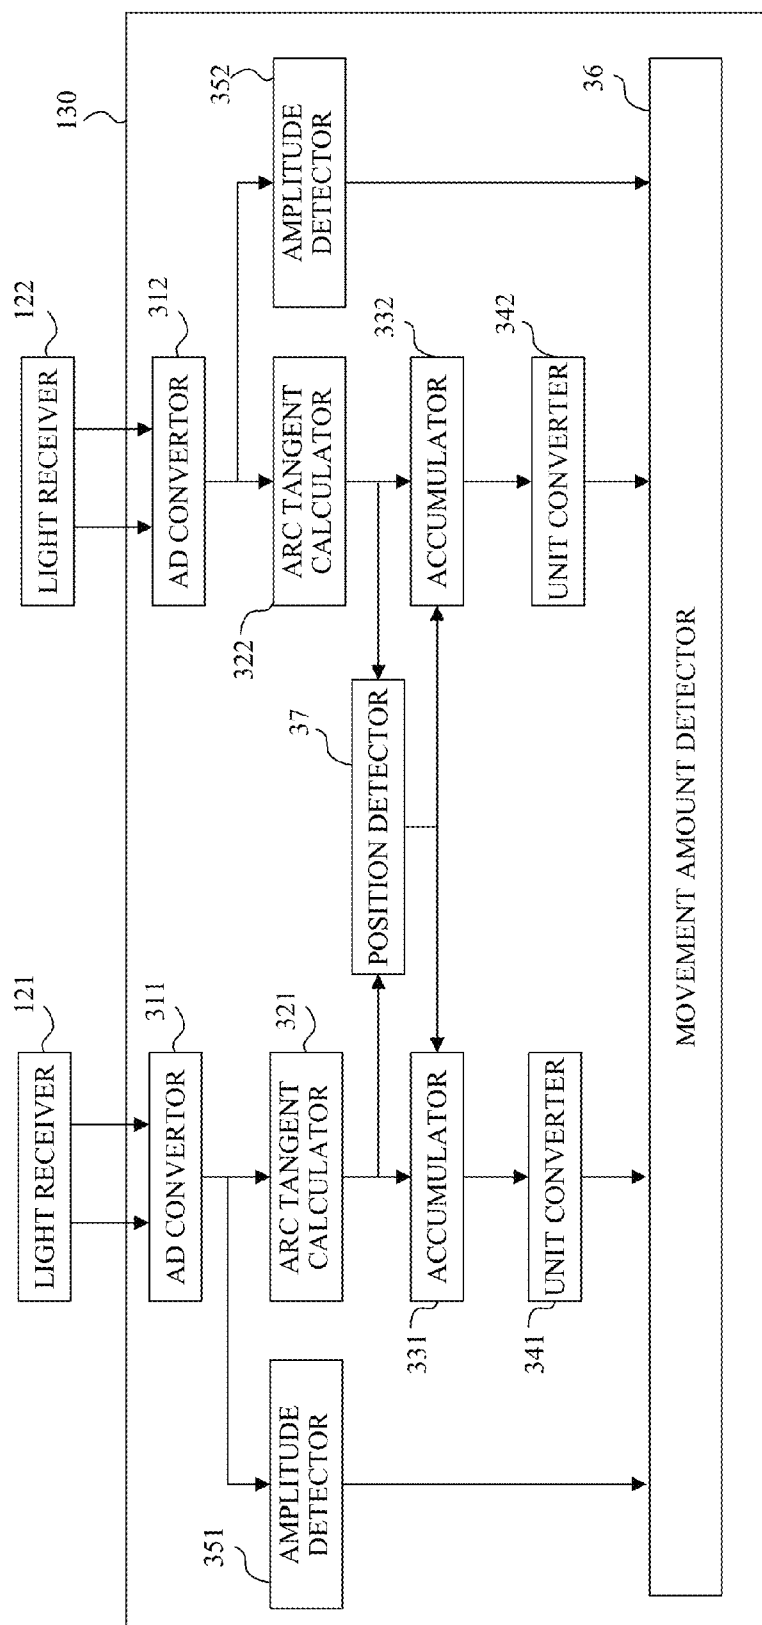 130
121
LIGHT RECEIVER
122
LIGHT RECEIVER
311
AD CONVERTOR
312
AD CONVERTOR
351
AMPLITUDE
DETECTOR
321
ARC TANGENT
CALCULATOR
322
ARC TANGENT
CALCULATOR
352
AMPLITUDE
DETECTOR
37
POSITION DETECTOR
331
ACCUMULATOR
332
ACCUMULATOR
341
UNIT CONVERTER
342
UNIT CONVERTER
36
MOVEMENT AMOUNT DETECTOR